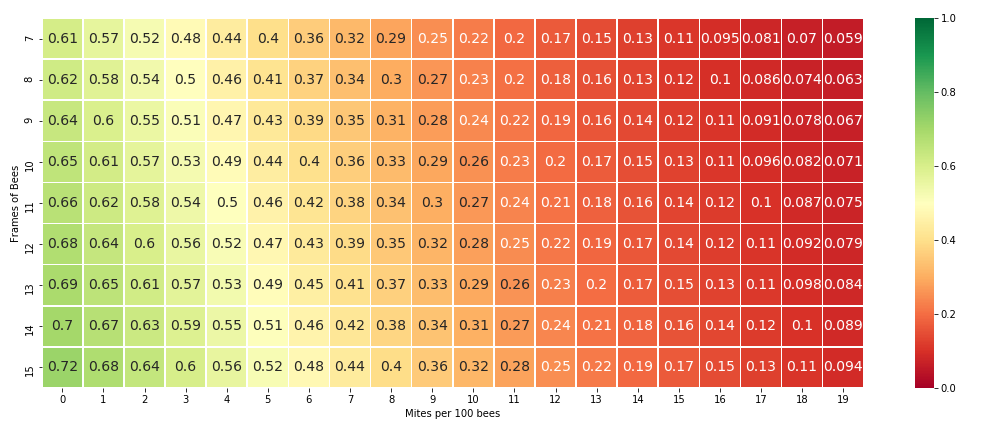 7 0.61 0.57 0.52 0.48 0.44 0.4 0.36 0.32 0.29 0.25 0.22 0.2 0.17 0.15 0.13 0.11 0.095 0.081 0.07 0.059
8 0.62 0.58 0.54 0.5 0.46 0.41 0.37 0.34 0.3 0.27 0.23 0.2 0.18 0.16 0.13 0.12 0.1 0.086 0.074 0.063
9 0.64 0.6 0.55 0.51 0.47 0.43 0.39 0.35 0.31 0.28 0.24 0.22 0.19 0.16 0.14 0.12 0.11 0.091 0.078 0.067
10 0.65 0.61 0.57 0.53 0.49 0.44 0.4 0.36 0.33 0.29 0.26 0.23 0.2 0.17 0.15 0.13 0.11 0.096 0.082 0.071
11 0.66 0.62 0.58 0.54 0.5 0.46 0.42 0.38 0.34 0.3 0.27 0.24 0.21 0.18 0.16 0.14 0.12 0.1 0.087 0.075
12 0.68 0.64 0.6 0.56 0.52 0.47 0.43 0.39 0.35 0.32 0.28 0.25 0.22 0.19 0.17 0.14 0.12 0.11 0.092 0.079
13 0.69 0.65 0.61 0.57 0.53 0.49 0.45 0.41 0.37 0.33 0.29 0.26 0.23 0.2 0.17 0.15 0.13 0.11 0.098 0.084
14 0.7 0.67 0.63 0.59 0.55 0.51 0.46 0.42 0.38 0.34 0.31 0.27 0.24 0.21 0.18 0.16 0.14 0.12 0.1 0.089
15 0.72 0.68 0.64 0.6 0.56 0.52 0.48 0.44 0.4 0.36 0.32 0.28 0.25 0.22 0.19 0.17 0.15 0.13 0.11 0.094
0 1 2 3 4 5 6 7 8 9 10 11 12 13 14 15 16 17 18 19
Mites per 100 bees
Frames of Bees
1.0
0.8
0.6
0.4
0.2
0.0